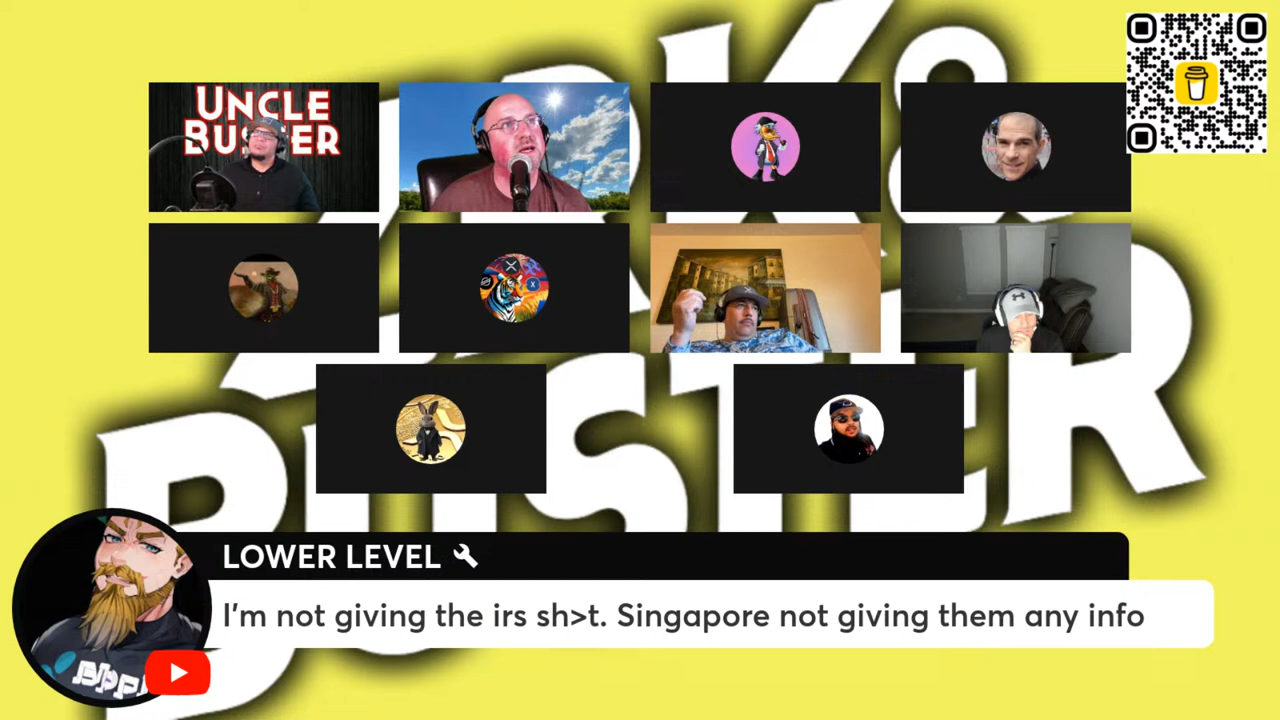 UNCLE
BUSTER
LOWER LEVEL
I'm not giving the irs sh>t. Singapore not giving them any info